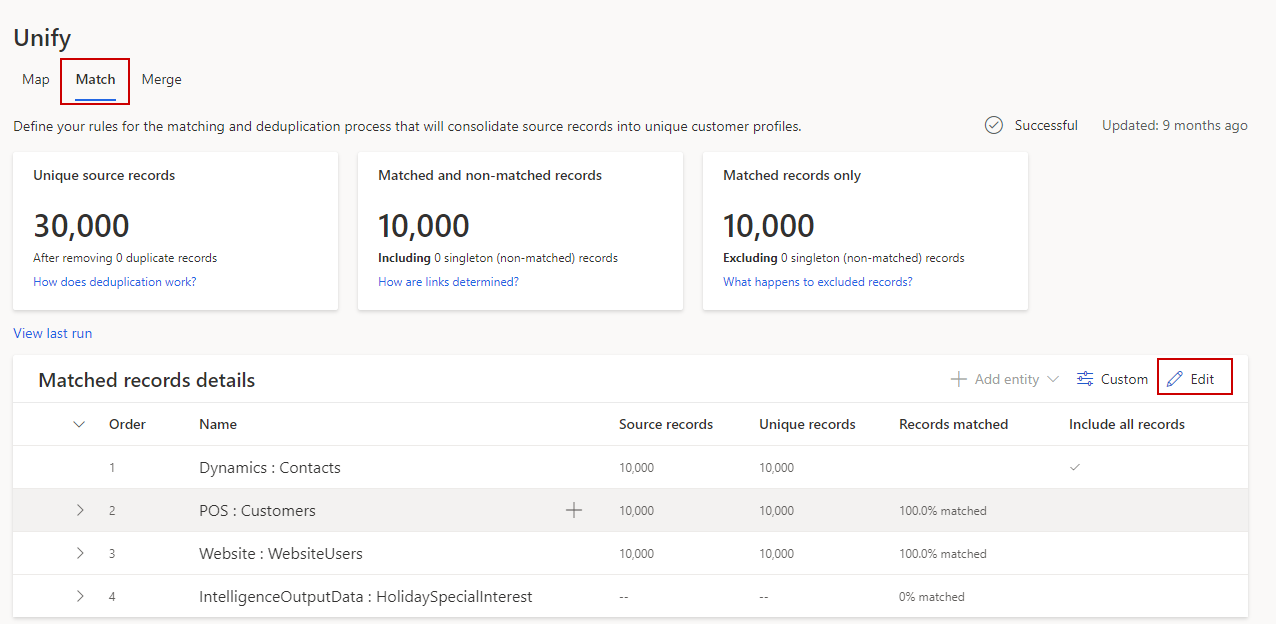 Unify
Map Match Merge
Define your rules for the matching and deduplication process that will consolidate source records into unique customer profiles. Successful Updated: 9 months ago
Unique source records
30,000
After removing 0 duplicate records
How does deduplication work?
Matched and non-matched records
10,000
Including 0 singleton (non-matched) records
How are links determined?
Matched records only
10,000
Excluding 0 singleton (non-matched) records
What happens to excluded records?
View last run
Matched records details Add entity Custom Edit
Order Name Source records Unique records Records matched Include all records
1 Dynamics : Contacts 10,000 10,000
2 POS : Customers 10,000 10,000 100.0% matched
3 Website : WebsiteUsers 10,000 10,000 100.0% matched
4 IntelligenceOutputData : HolidaySpecialInterest -- -- 0% matched